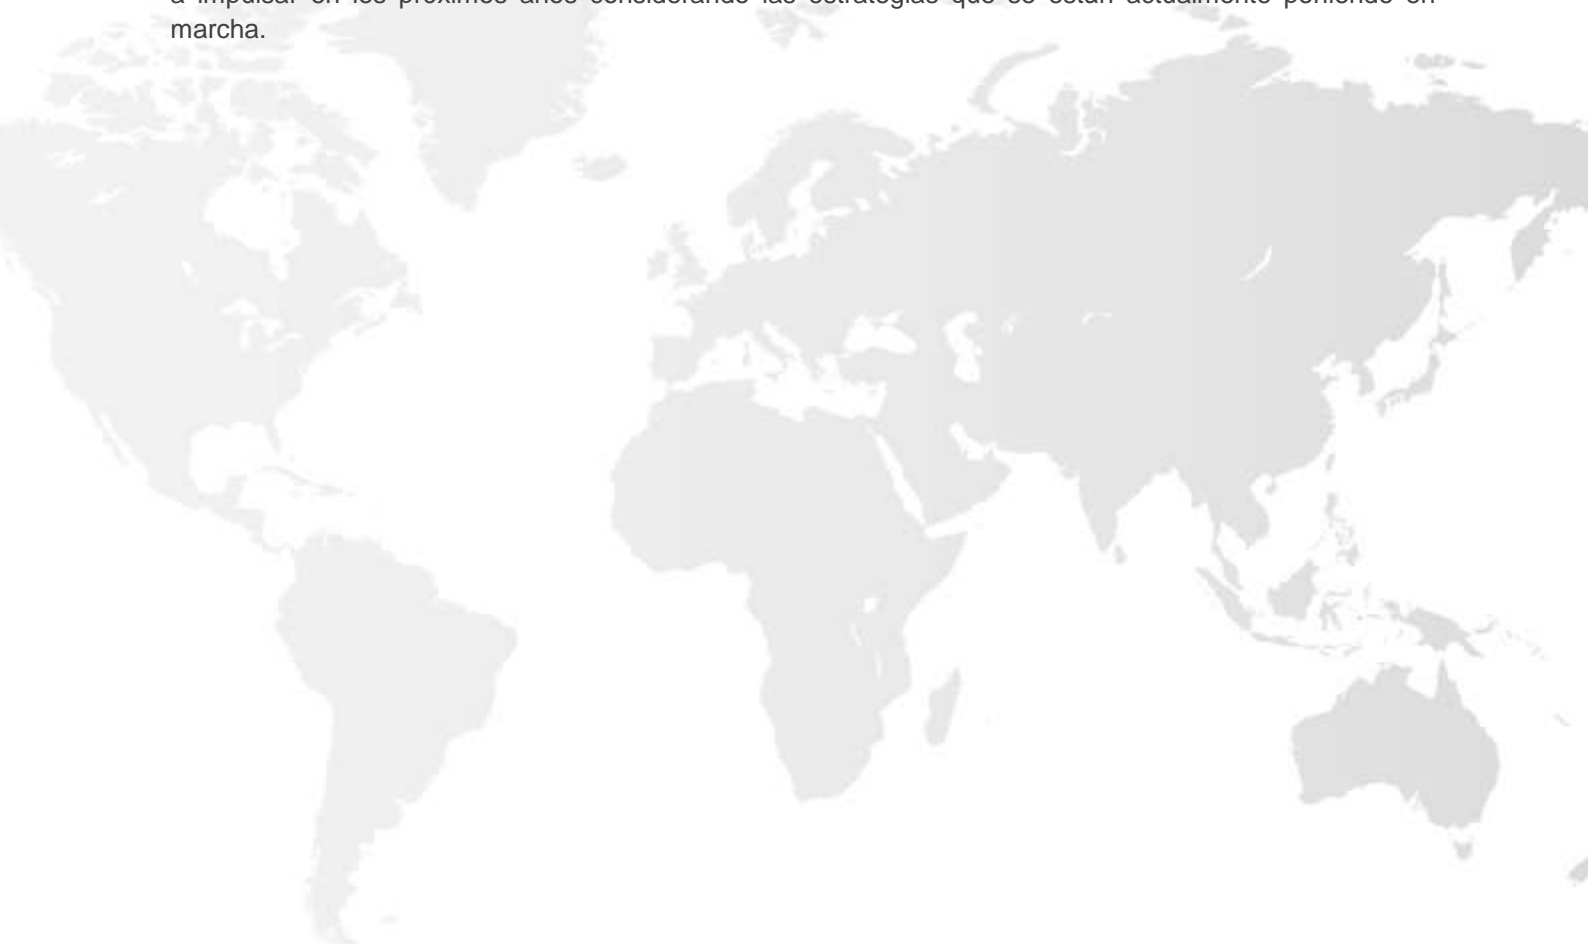 a impulsar en los próximos años considerando las estrategias que se están actualmente poniendo en
marcha.